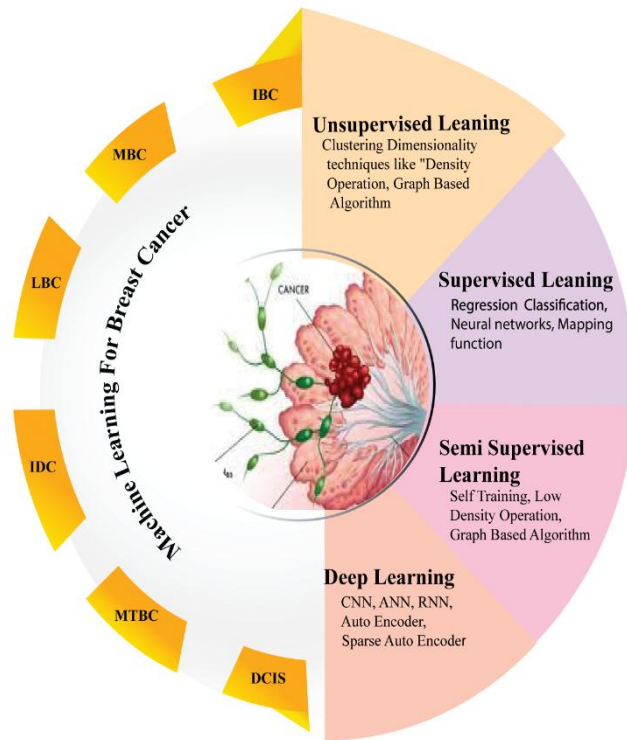 IBC
MBC
LBC
IDC
MTBC
DCIS
Machine Learning For Breast Cancer
CANCER
Unsupervised Leaning
Clustering Dimensionality
techniques like "Density
Operation, Graph Based
Algorithm
Supervised Leaning
Regression Classification,
Neural networks, Mapping
function
Semi Supervised
Learning
Self Training, Low
Density Operation,
Graph Based Algorithm
Deep Learning
CNN, ANN, RNN,
Auto Encoder,
Sparse Auto Encoder